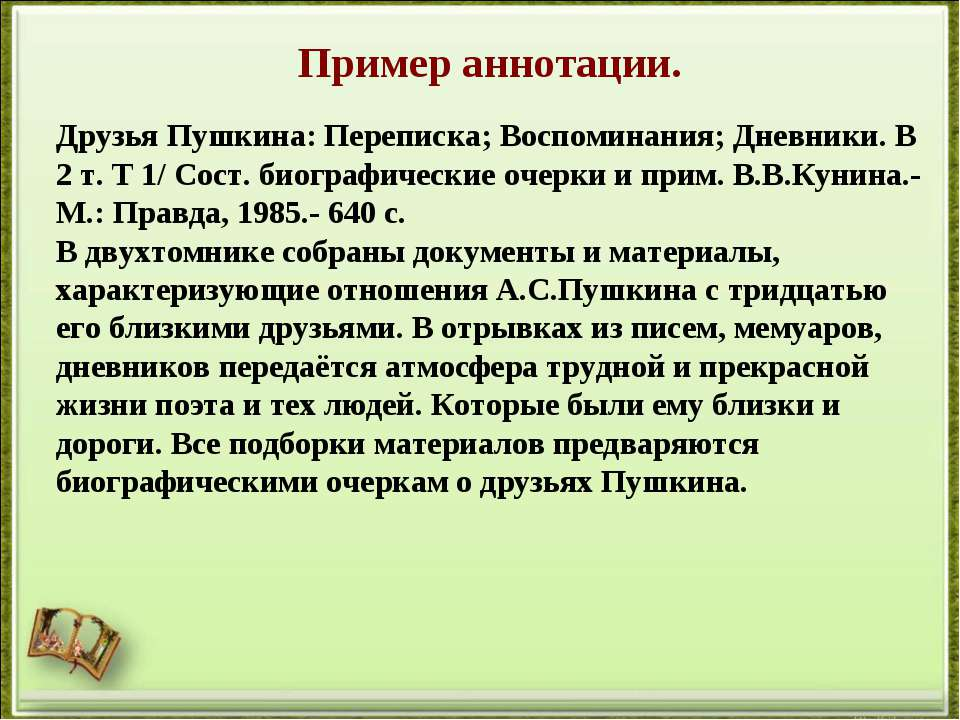 Пример аннотации.
Друзья Пушкина: Переписка; Воспоминания; Дневники. В
2 т. Т 1/ Сост. биографические очерки и прим. В.В.Кунина.-
М.: Правда, 1985.- 640 с.
В двухтомнике собраны документы и материалы,
характеризующие отношения А.С.Пушкина с тридцатью
его близкими друзьями. В отрывках из писем, мемуаров,
дневников передаётся атмосфера трудной и прекрасной
жизни поэта и тех людей. Которые были ему близки и
дороги. Все подборки материалов предваряются
биографическими очеркам о друзьях Пушкина.